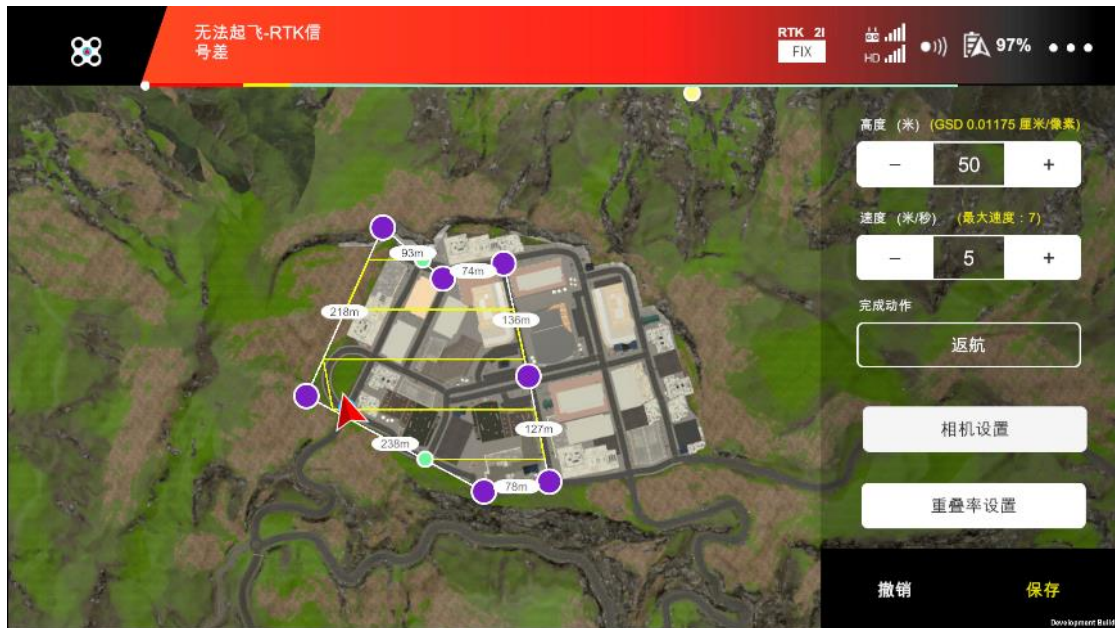 无法起飞-RTK信
号差
RTK 2I
FIX
HD
97%
高度 (米) (GSD 0.01175 厘米/像素)
− 50 +
速度 (米/秒) (最大速度：7)
− 5 +
完成动作
返航
相机设置
重叠率设置
撤销 保存
Development Build
93m
74m
218m
136m
127m
238m
78m